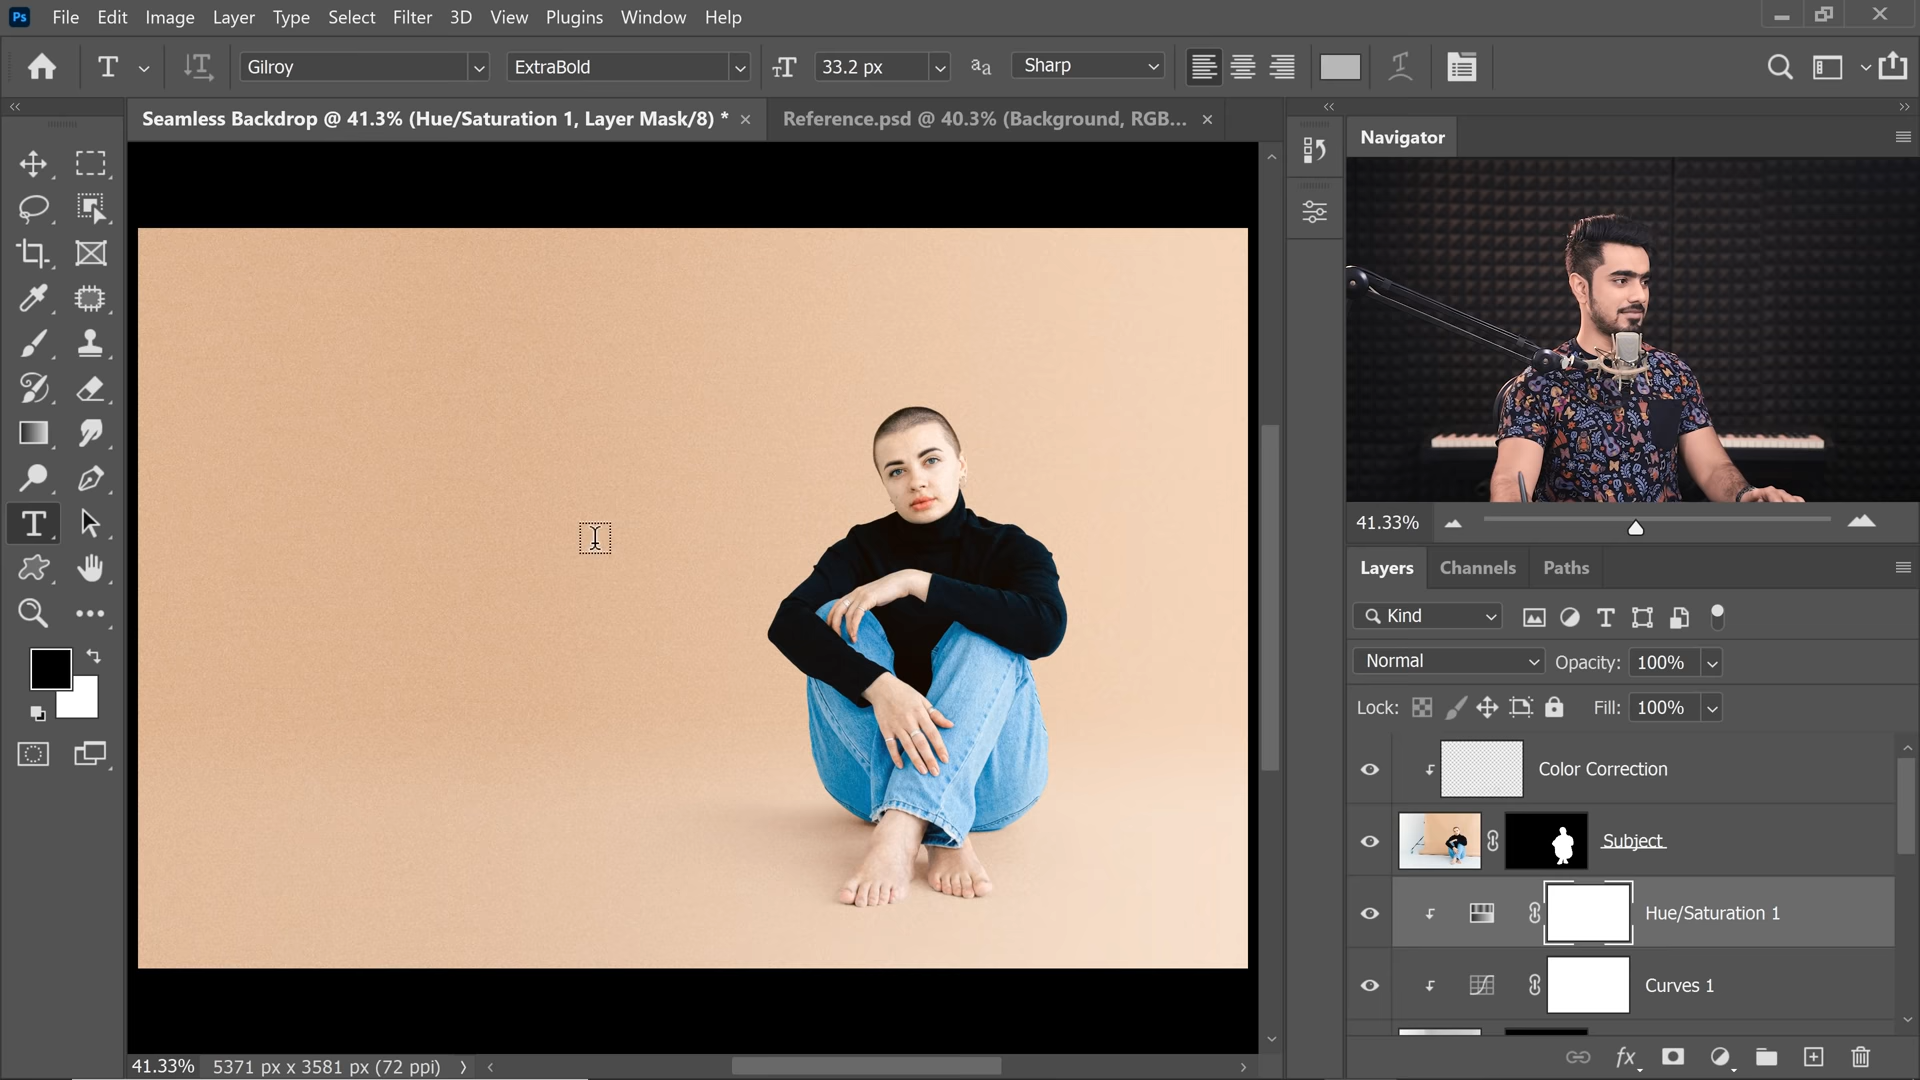 Ps File Edit Image Layer Type Select Filter 3D View Plugins Window Help
T Gilroy ExtraBold 33.2 px aa Sharp
Seamless Backdrop @ 41.3% (Hue/Saturation 1, Layer Mask/8) * Reference.psd @ 40.3% (Background, RGB...
Navigator
41.33%
Layers Channels Paths
Kind
Normal Opacity: 100%
Lock: Fill: 100%
Color Correction
Subject
Hue/Saturation 1
Curves 1
fx
41.33% 5371 px x 3581 px (72 ppi)